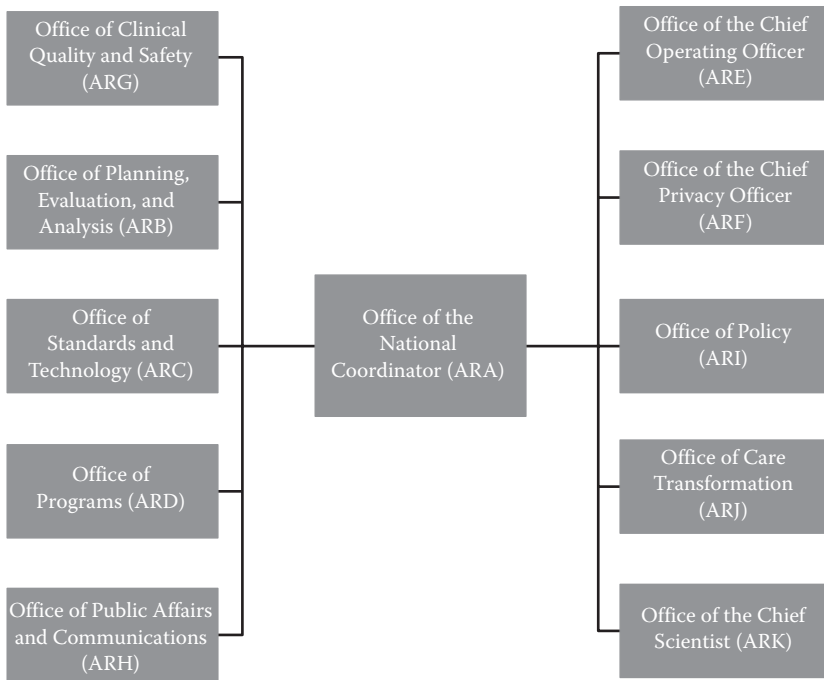 Office of Clinical
Quality and Safety
(ARG)
Office of Planning,
Evaluation, and
Analysis (ARB)
Office of
Standards and
Technology (ARC)
Office of
Programs (ARD)
Office of Public Affairs
and Communications
(ARH)
Office of the
National
Coordinator (ARA)
Office of the Chief
Operating Officer
(ARE)
Office of the Chief
Privacy Officer
(ARF)
Office of Policy
(ARI)
Office of Care
Transformation
(ARJ)
Office of the Chief
Scientist (ARK)